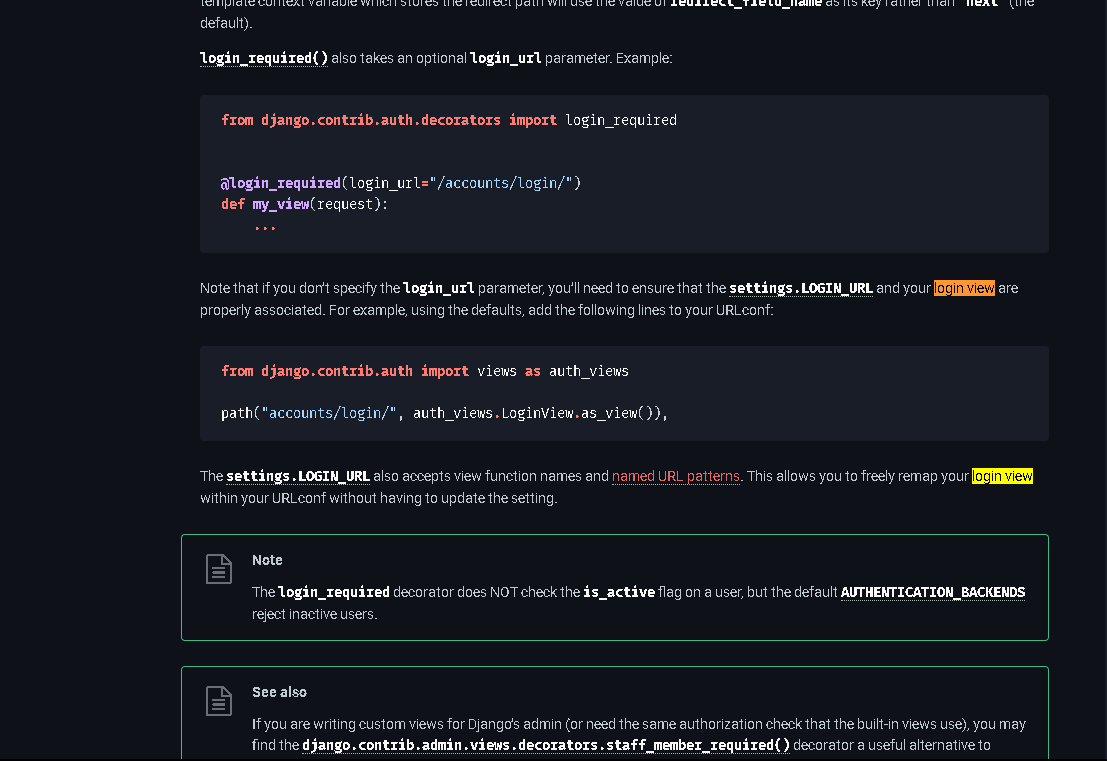 template context variable which stores the redirect path will use the value of redirect_field_name as its key rather than "next" (the
default).
login_required() also takes an optional login_url parameter. Example:
from django.contrib.auth.decorators import login_required
@login_required(login_url="/accounts/login/")
def my_view(request):
...
Note that if you don't specify the login_url parameter, you'll need to ensure that the settings.LOGIN_URL and your login view are
properly associated. For example, using the defaults, add the following lines to your URLconf:
from django.contrib.auth import views as auth_views
path("accounts/login/", auth_views.LoginView.as_view()),
The settings.LOGIN_URL also accepts view function names and named URL patterns. This allows you to freely remap your login view
within your URLconf without having to update the setting.
Note
The login_required decorator does NOT check the is_active flag on a user, but the default AUTHENTICATION_BACKENDS
reject inactive users.
See also
If you are writing custom views for Django's admin (or need the same authorization check that the built-in views use), you may
find the django.contrib.admin.views.decorators.staff_member_required() decorator a useful alternative to